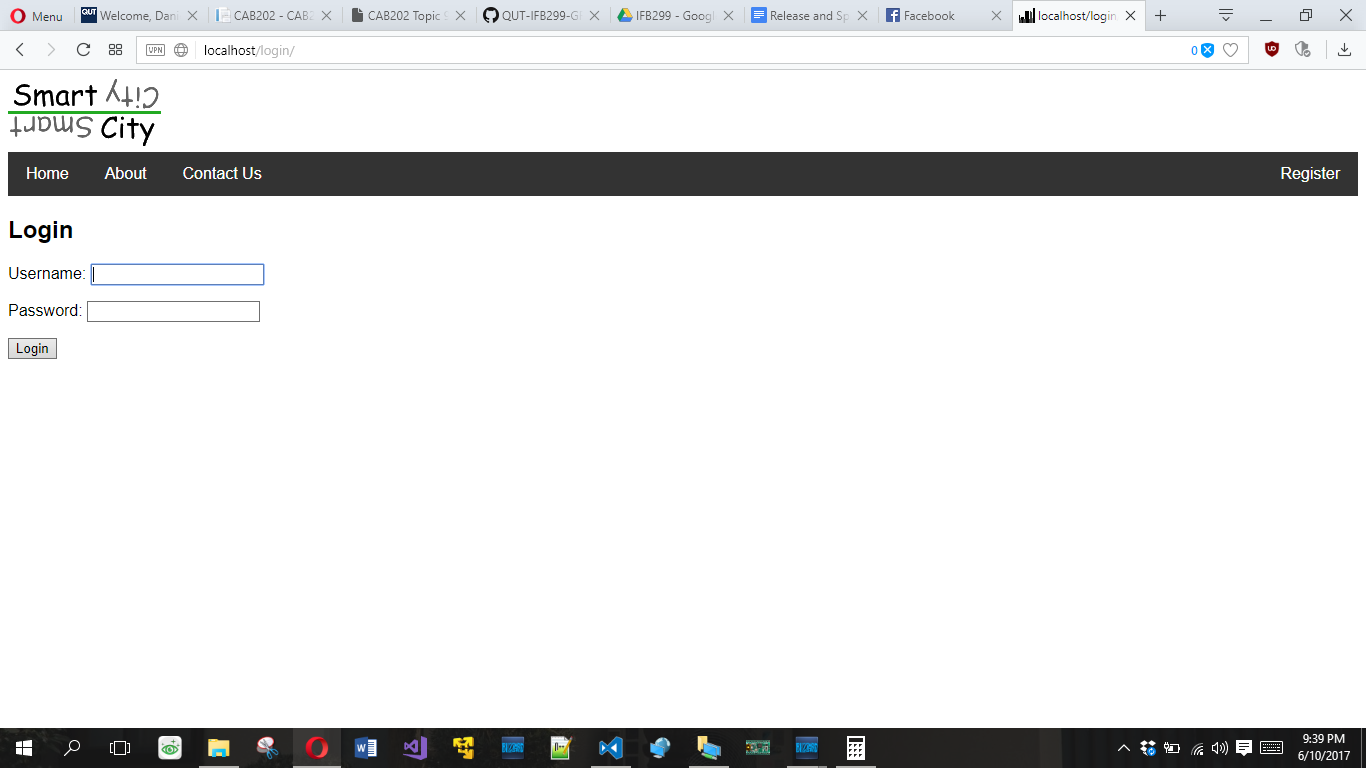 Menu
Welcome, Dani
CAB202 - CAB2
CAB202 Topic 9
QUT-IFB299-GR
IFB299 - Googl
Release and Sp
Facebook
localhost/login
VPN
localhost/login/
0
Smart City
Smart City
Home
About
Contact Us
Register
Login
Username:
Password:
Login
9:39 PM
6/10/2017